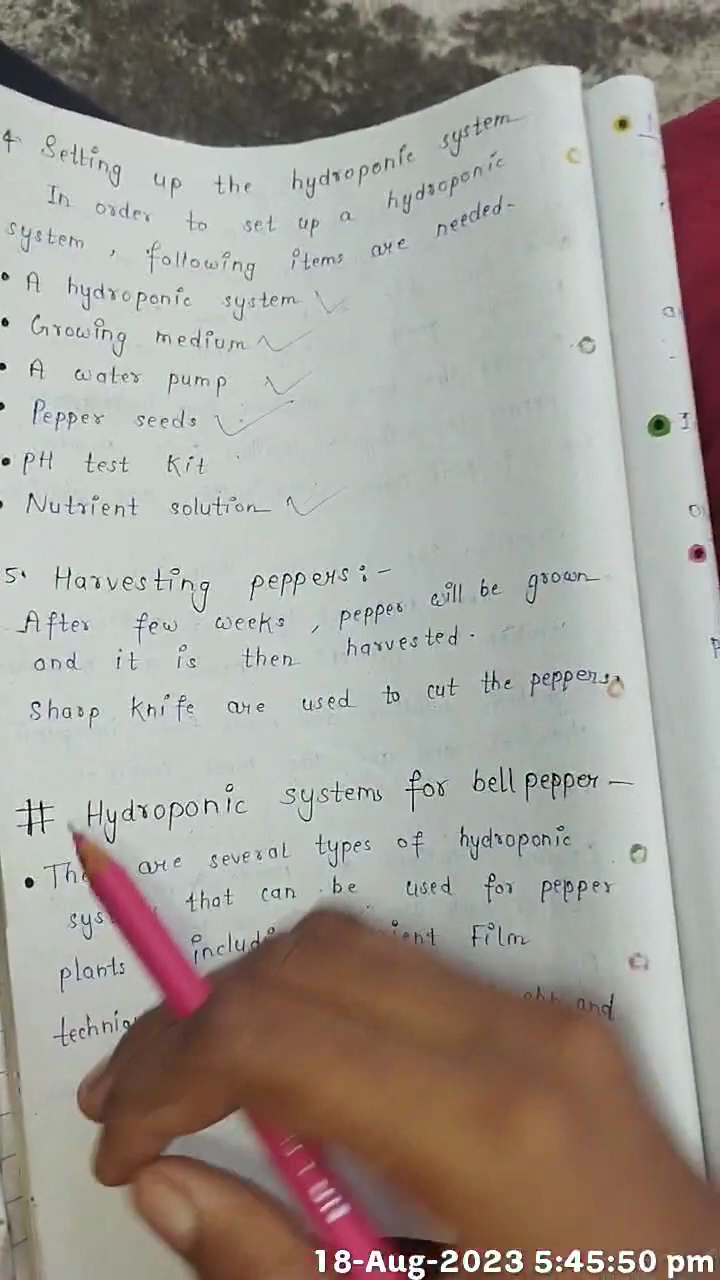 4. Setting up the hydroponic system
In order to set up a hydroponic
system, following items are needed-
• A hydroponic system
• Growing medium
• A water pump
• Pepper seeds
• pH test kit
• Nutrient solution
5. Harvesting peppers:-
After few weeks, pepper will be grown
and it is then harvested.
Sharp knife are used to cut the peppers.
# Hydroponic systems for bell pepper-
• are several types of hydroponic
that can be used for pepper
plants Film
and
18-Aug-2023 5:45:50 pm